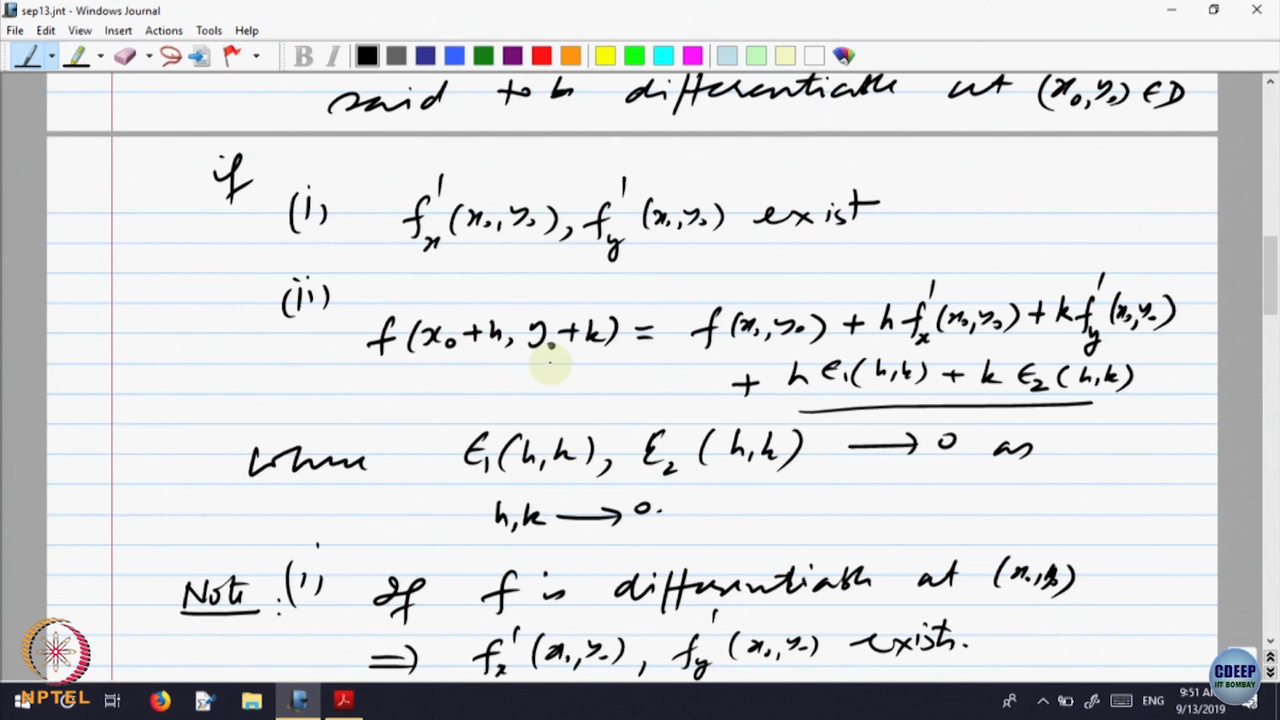 sep13.jnt - Windows Journal
File Edit View Insert Actions Tools Help
said to be differentiable at (x₀, y₀) ∈ D
if
(i) f'ₓ(x₀, y₀), f'ᵧ(x₀, y₀) exist
(ii)
f(x₀+h, y₀+k) = f(x₀, y₀) + h f'ₓ(x₀, y₀) + k f'ᵧ(x₀, y₀)
+ h ε₁(h,k) + k ε₂(h,k)
where ε₁(h,k), ε₂(h,k) → 0 as
h,k → 0.
Note : (i) If f is differentiable at (x₀, y₀)
⇒ f'ₓ(x₀, y₀), f'ᵧ(x₀, y₀) exist.
NPTEL
CDEEP
IIT BOMBAY
ENG
9:51 A
9/13/2019